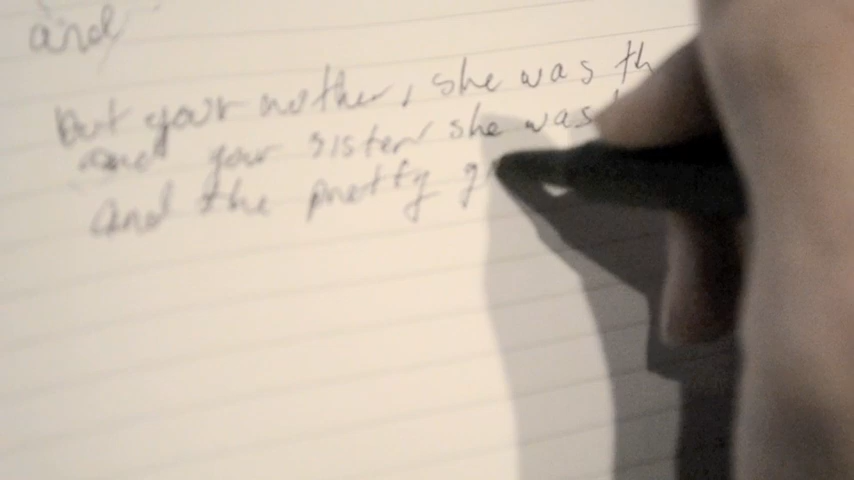 and
but your mother, she was th
and your sister she was
and the pretty g